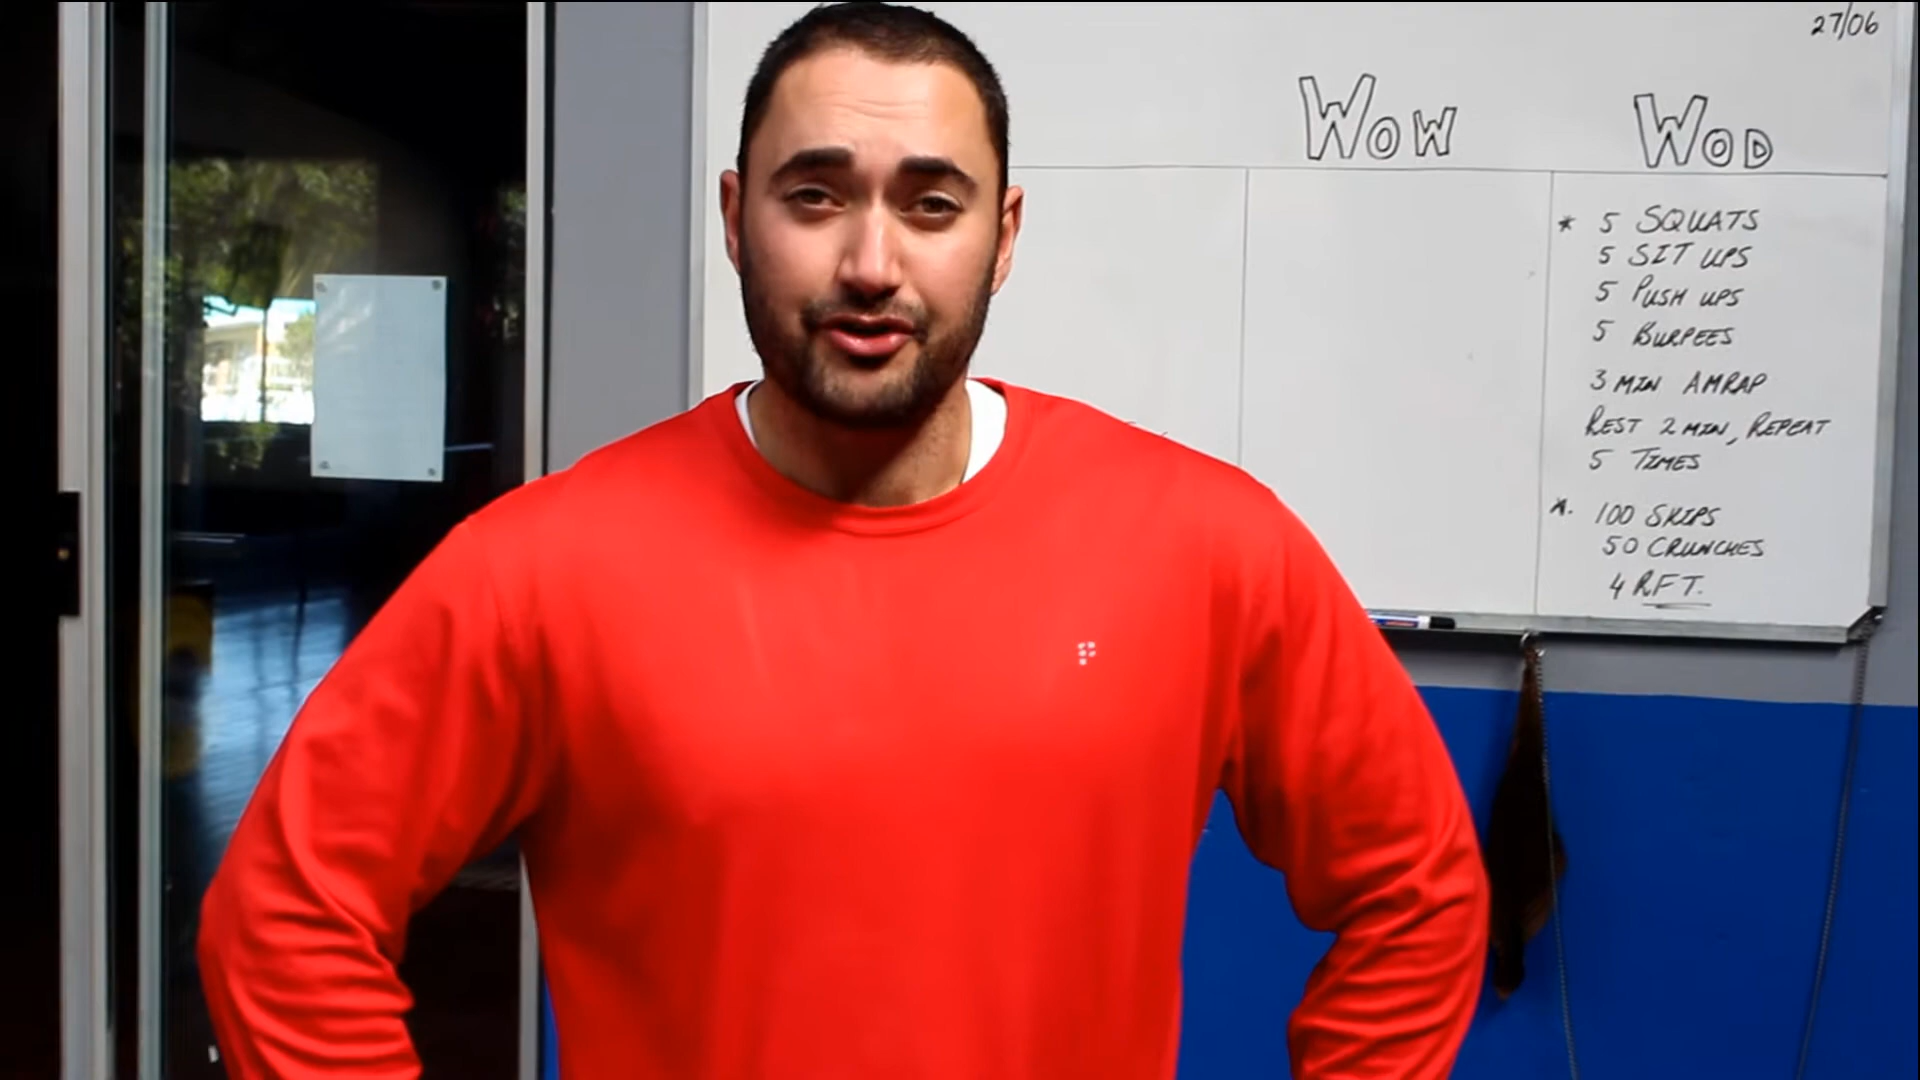 27/06
WOW
WOD
* 5 SQUATS
5 SIT UPS
5 PUSH UPS
5 BURPEES
3 MIN AMRAP
REST 2 MIN, REPEAT
5 TIMES
*. 100 SKIPS
50 CRUNCHES
4 RFT.